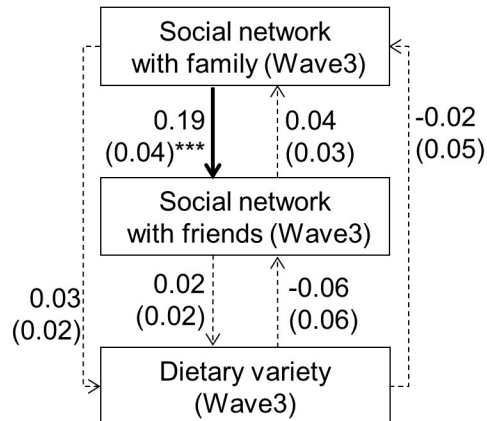 Social network
with family (Wave3)
0.19
(0.04)***
0.04
(0.03)
-0.02
(0.05)
Social network
with friends (Wave3)
0.03
(0.02)
0.02
(0.02)
-0.06
(0.06)
Dietary variety
(Wave3)